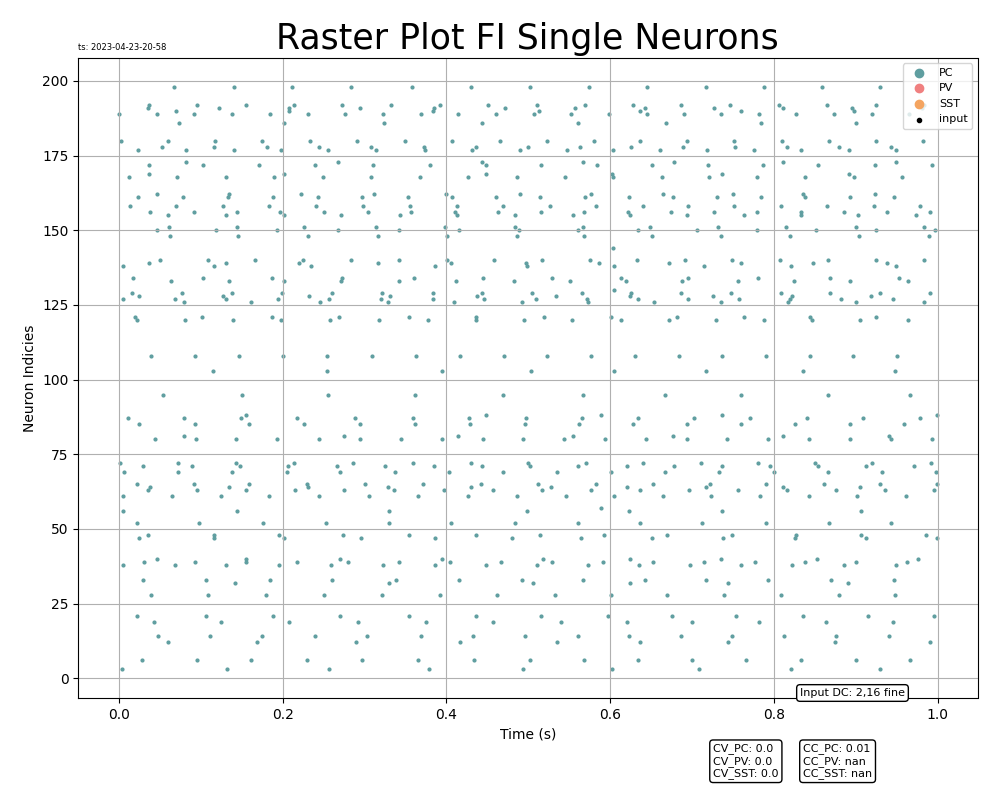 Raster Plot FI Single Neurons
ts: 2023-04-23-20-58
PC
PV
SST
input
200
175
150
125
100
75
50
25
0
Neuron Indicies
0.0 0.2 0.4 0.6 0.8 1.0
Time (s)
Input DC: 2,16 fine
CV_PC: 0.0
CV_PV: 0.0
CV_SST: 0.0
CC_PC: 0.01
CC_PV: nan
CC_SST: nan